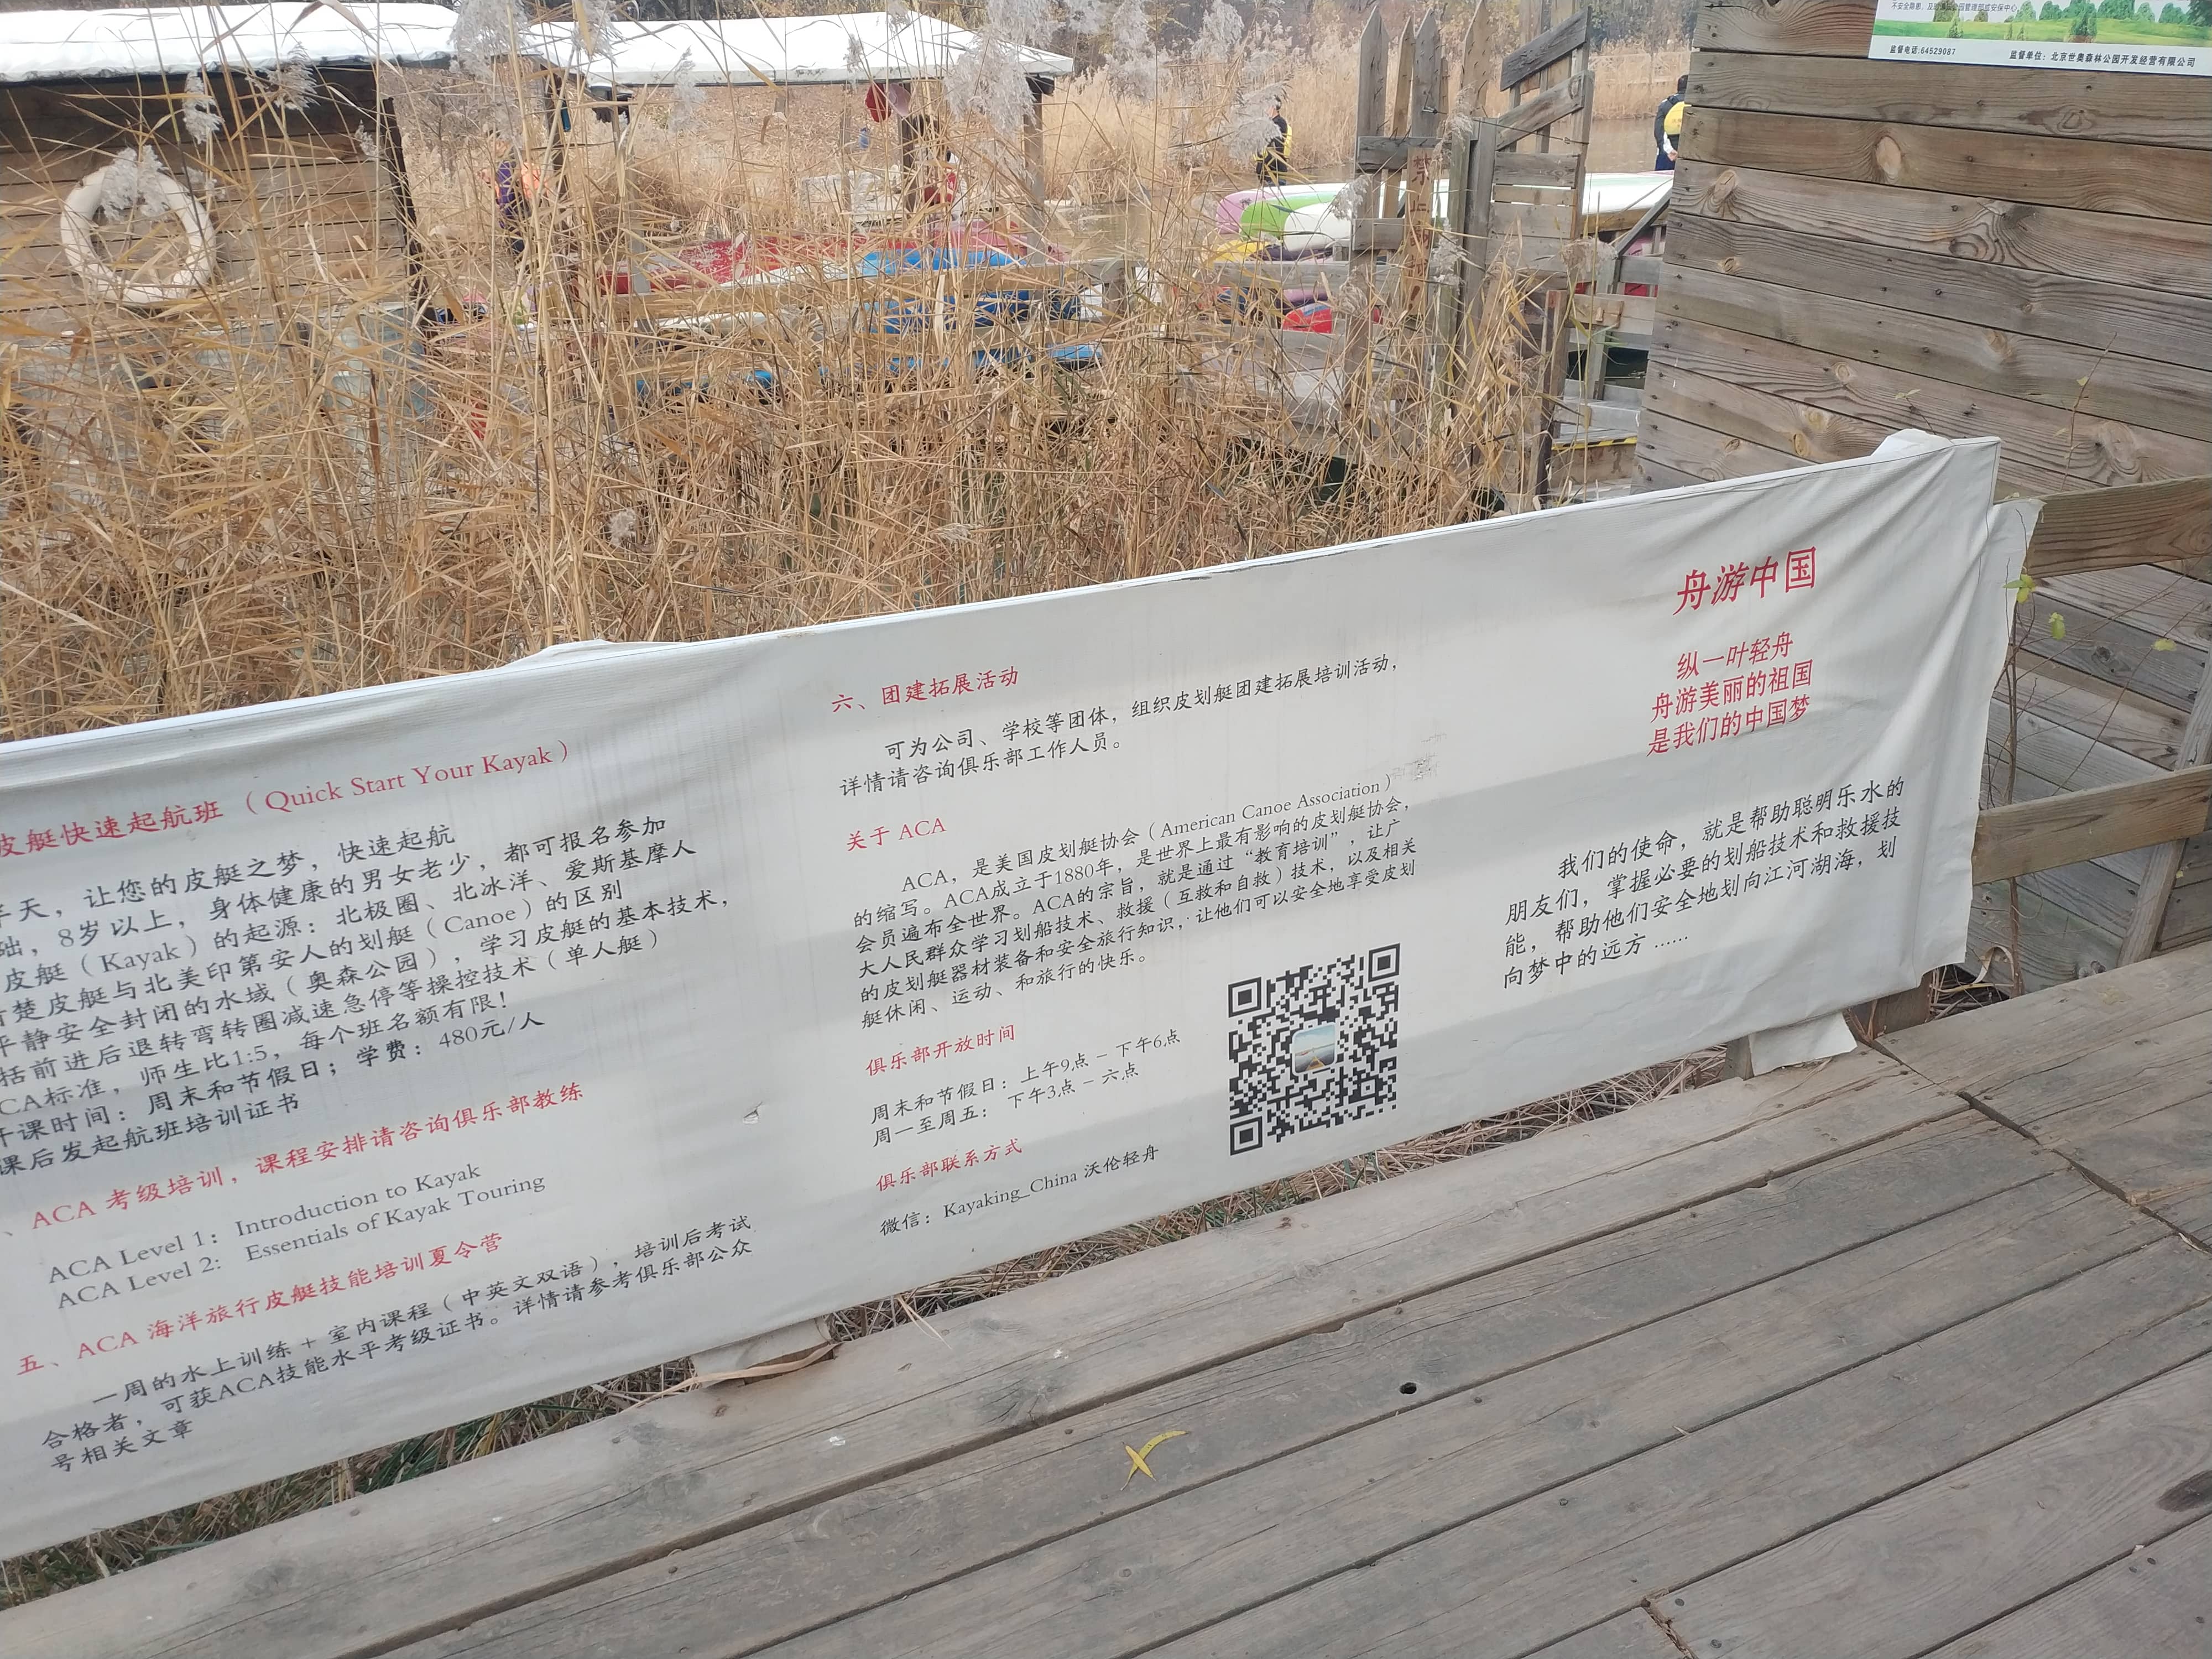 不安全隐患，及
公园管理部或安保中心
监督电话:64529087
监督单位：北京世奥森林公园开发经营有限公司
皮艇快速起航班（Quick Start Your Kayak）
半天，让您的皮艇之梦，快速起航
础，8岁以上，身体健康的男女老少，都可报名参加
皮艇（Kayak）的起源：北极圈、北冰洋、爱斯基摩人
楚皮艇与北美印第安人的划艇（Canoe）的区别
平静安全封闭的水域（奥森公园），学习皮艇的基本技术，
括前进后退转弯转圈减速急停等操控技术（单人艇）
CA标准，师生比1:5，每个班名额有限！
开课时间：周末和节假日；学费：480元/人
课后发起航班培训证书
、ACA 考级培训，课程安排请咨询俱乐部教练
ACA Level 1： Introduction to Kayak
ACA Level 2： Essentials of Kayak Touring
五、ACA 海洋旅行皮艇技能培训夏令营
一周的水上训练 + 室内课程（中英文双语），培训后考试
合格者，可获ACA技能水平考级证书。详情请参考俱乐部公众
号相关文章
六、团建拓展活动
可为公司、学校等团体，组织皮划艇团建拓展培训活动，
详情请咨询俱乐部工作人员。
关于 ACA
ACA，是美国皮划艇协会（American Canoe Association）
的缩写。ACA成立于1880年，是世界上最有影响的皮划艇协会，
会员遍布全世界。ACA的宗旨，就是通过“教育培训”，让广
大人民群众学习划船技术、救援（互救和自救）技术，以及相关
的皮划艇器材装备和安全旅行知识，让他们可以安全地享受皮划
艇休闲、运动、和旅行的快乐。
俱乐部开放时间
周末和节假日：上午9点 - 下午6点
周一至周五： 下午3点 - 六点
俱乐部联系方式
微信：Kayaking_China 沃伦轻舟
舟游中国
纵一叶轻舟
舟游美丽的祖国
是我们的中国梦
我们的使命，就是帮助聪明乐水的
朋友们，掌握必要的划船技术和救援技
能，帮助他们安全地划向江河湖海，划
向梦中的远方 ……